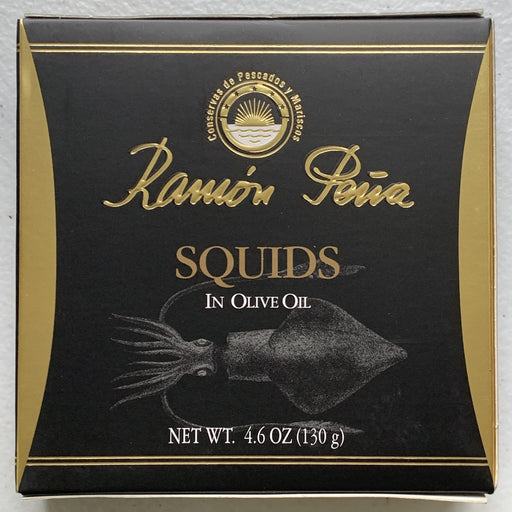 Conservas de Pescados y Mariscos
Ramón Peña
SQUIDS
IN OLIVE OIL
NET WT. 4.6 OZ (130 g)